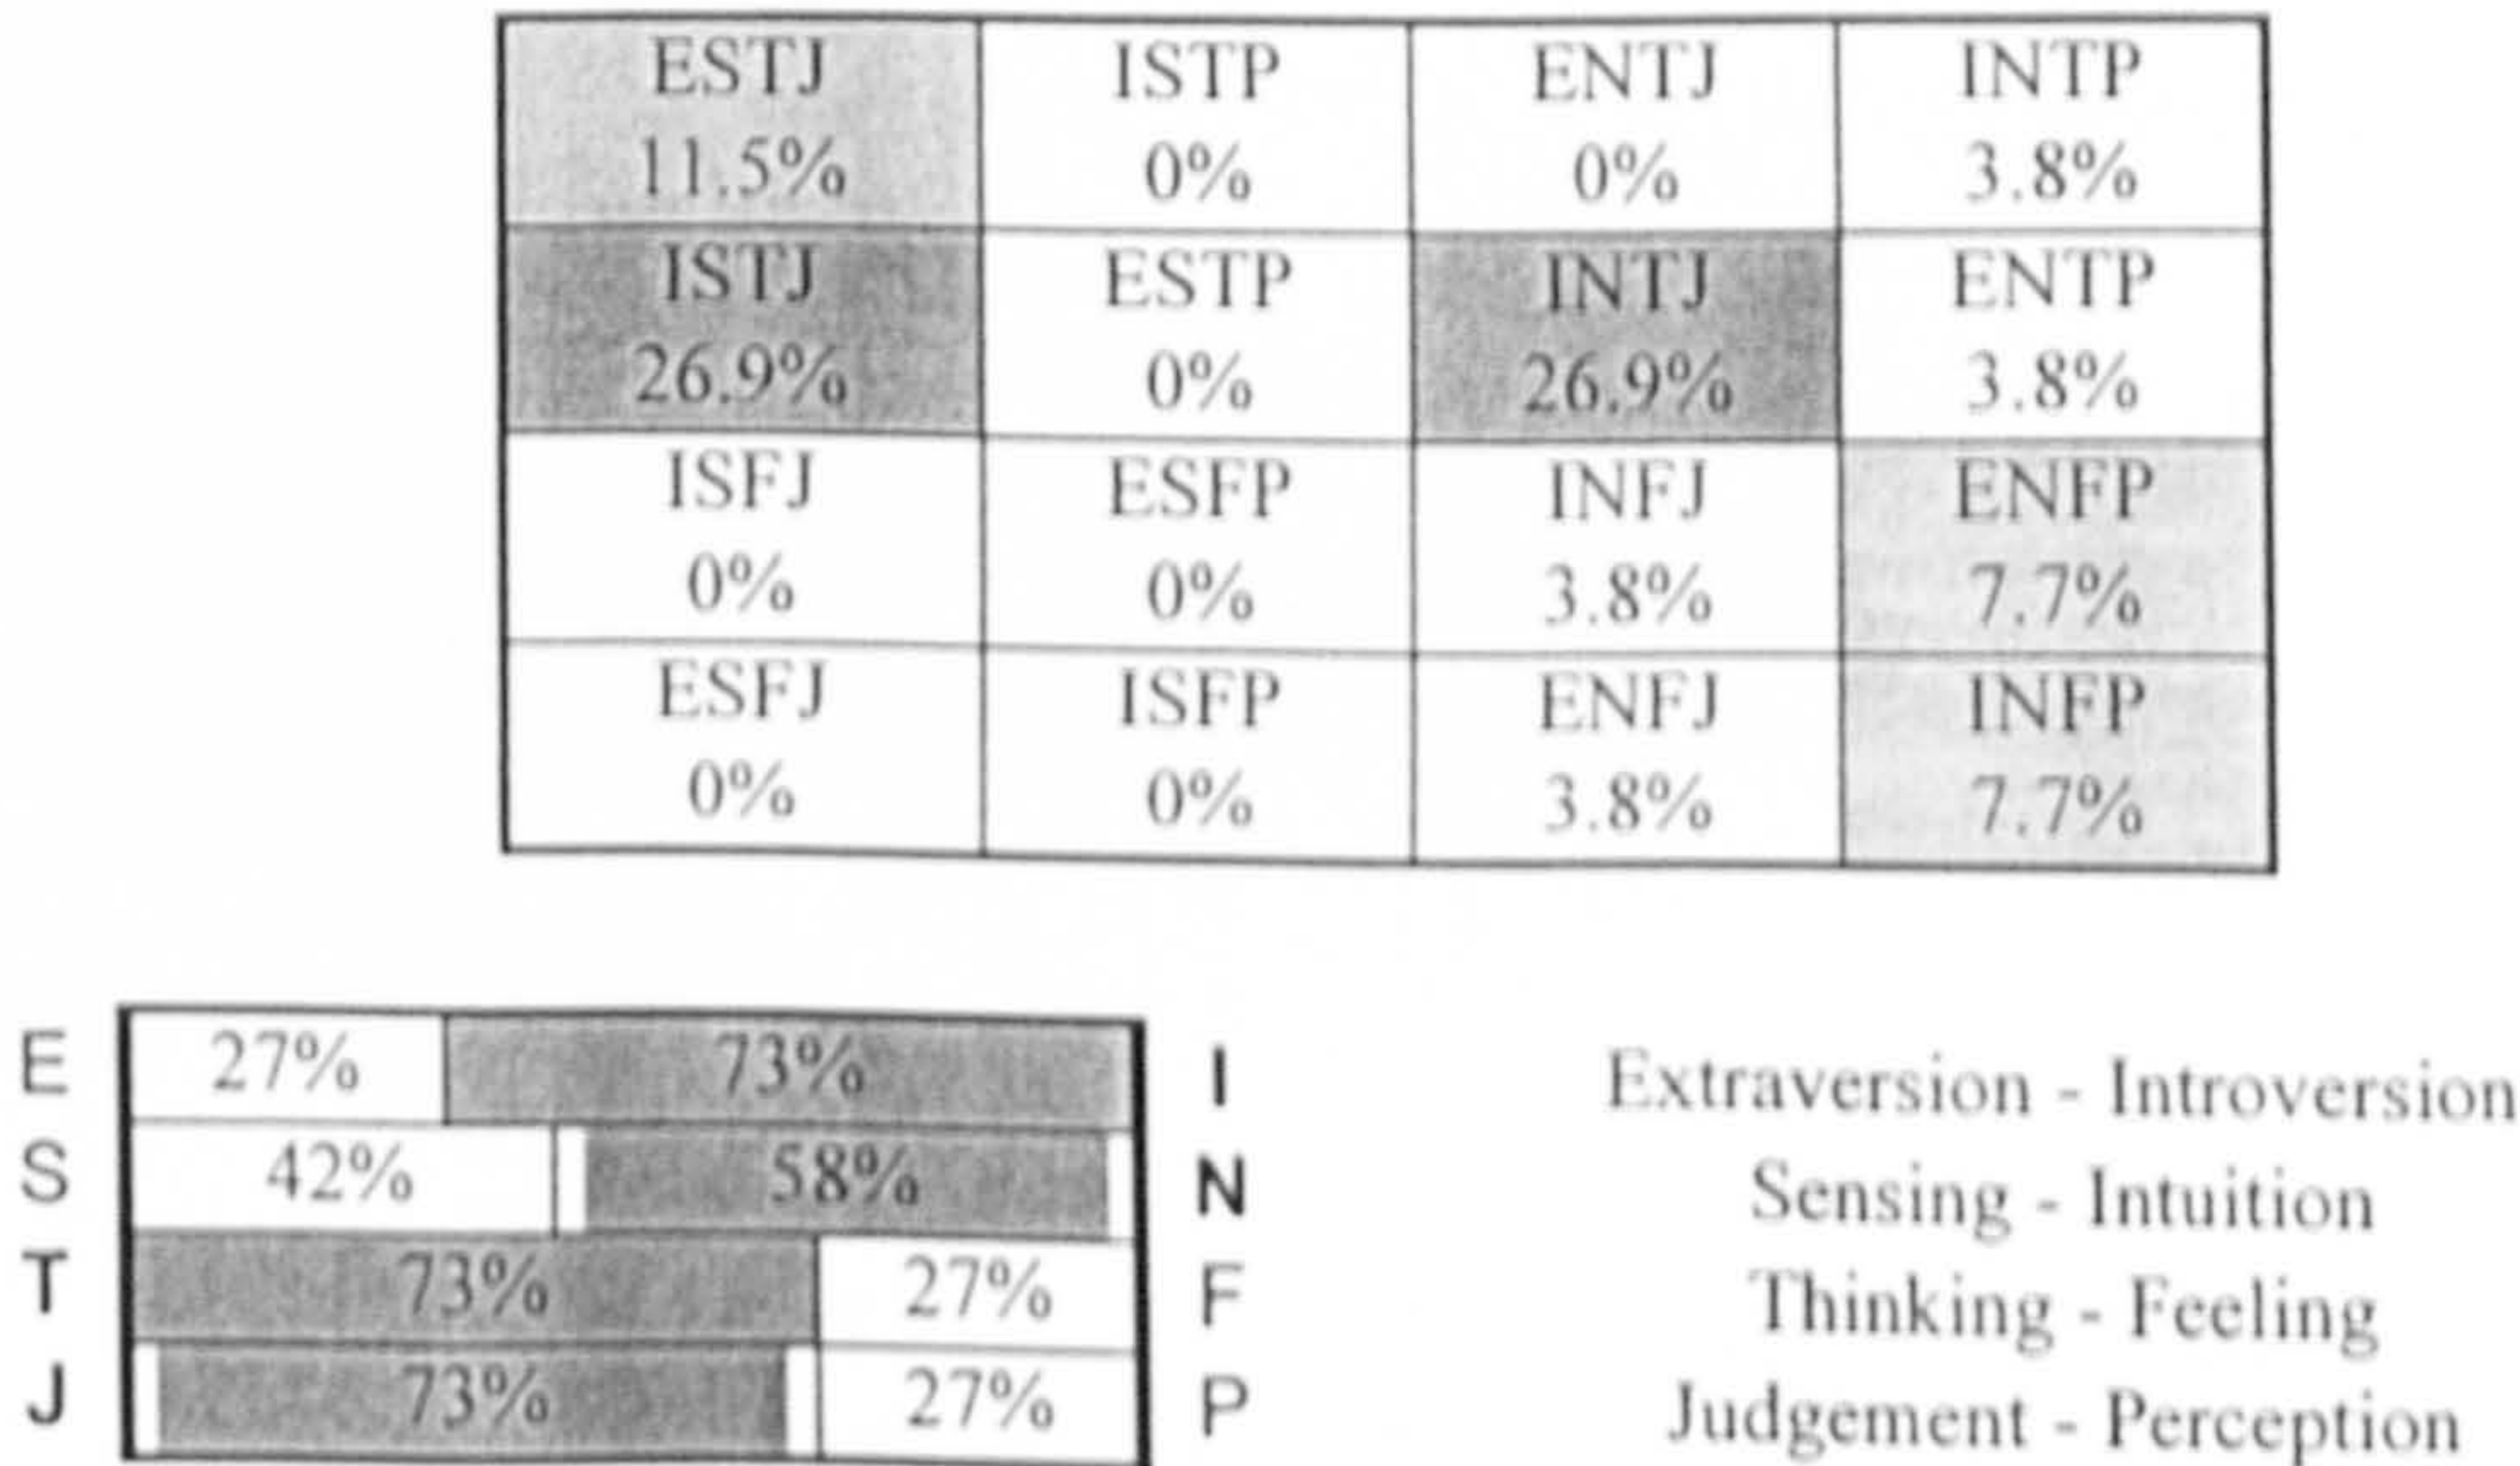 ESTJ ISTP ENTJ INTP
11.5% 0% 0% 3.8%
ISTJ ESTP INTJ ENTP
26.9% 0% 26.9% 3.8%
ISFJ ESFP INFJ ENFP
0% 0% 3.8% 7.7%
ESFJ ISFP ENFJ INFP
0% 0% 3.8% 7.7%
E 27% 73% I Extraversion - Introversion
S 42% 58% N Sensing - Intuition
T 73% 27% F Thinking - Feeling
J 73% 27% P Judgement - Perception